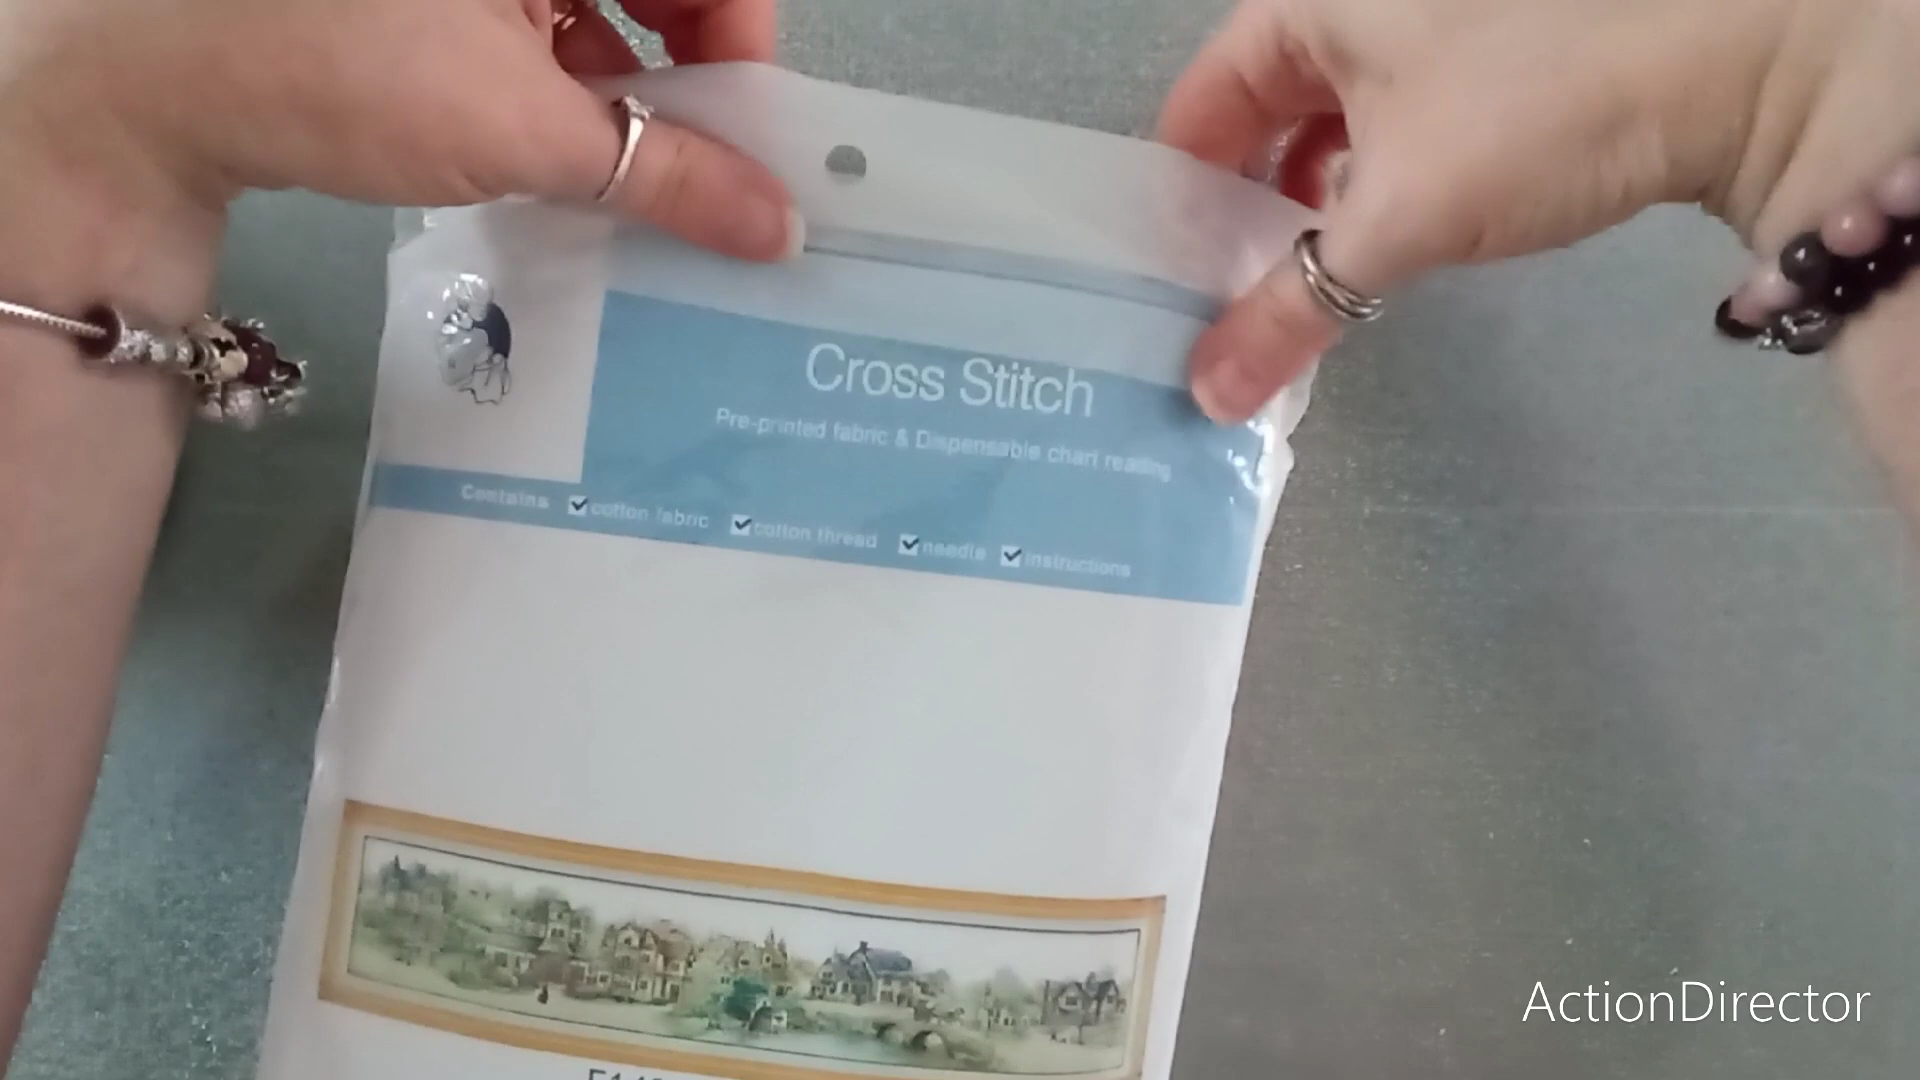 Cross Stitch
Pre-printed fabric & Dispensable chart reading
Contains cotton fabric cotton thread needle instructions
ActionDirector